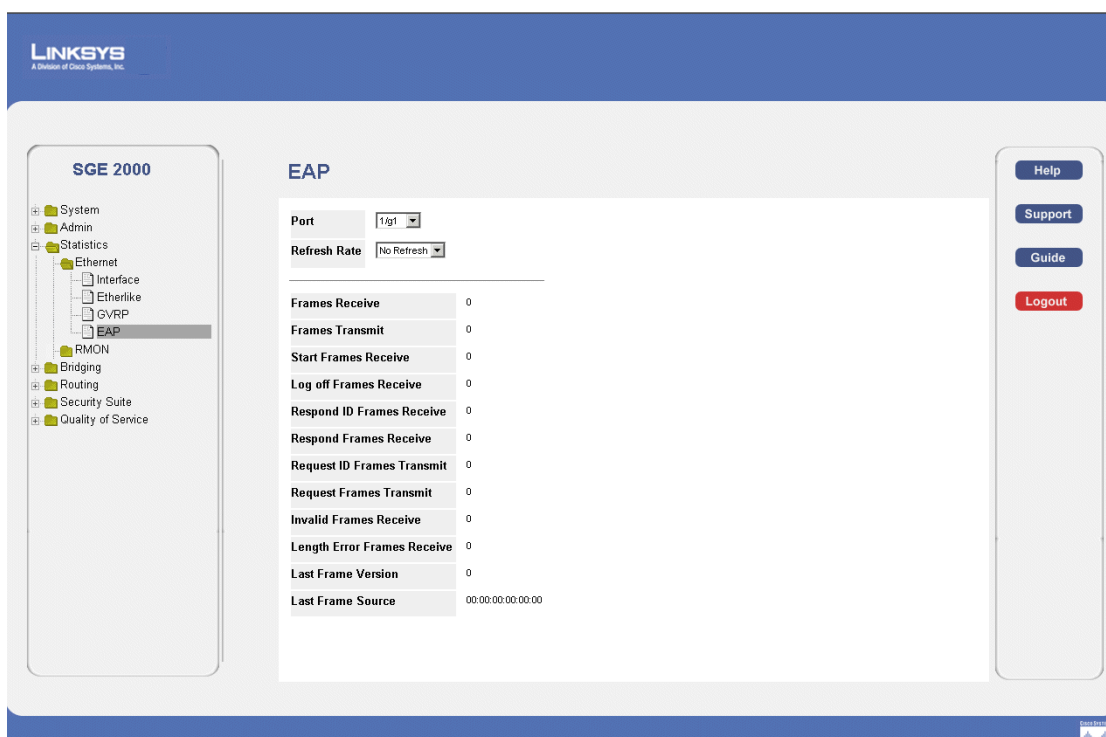 LINKSYS
A Division of Cisco Systems, Inc.
SGE 2000
System
Admin
Statistics
Ethernet
Interface
Etherlike
GVRP
EAP
RMON
Bridging
Routing
Security Suite
Quality of Service
EAP
Port 1/g1
Refresh Rate No Refresh
Frames Receive 0
Frames Transmit 0
Start Frames Receive 0
Log off Frames Receive 0
Respond ID Frames Receive 0
Respond Frames Receive 0
Request ID Frames Transmit 0
Request Frames Transmit 0
Invalid Frames Receive 0
Length Error Frames Receive 0
Last Frame Version 0
Last Frame Source 00:00:00:00:00:00
Help
Support
Guide
Logout